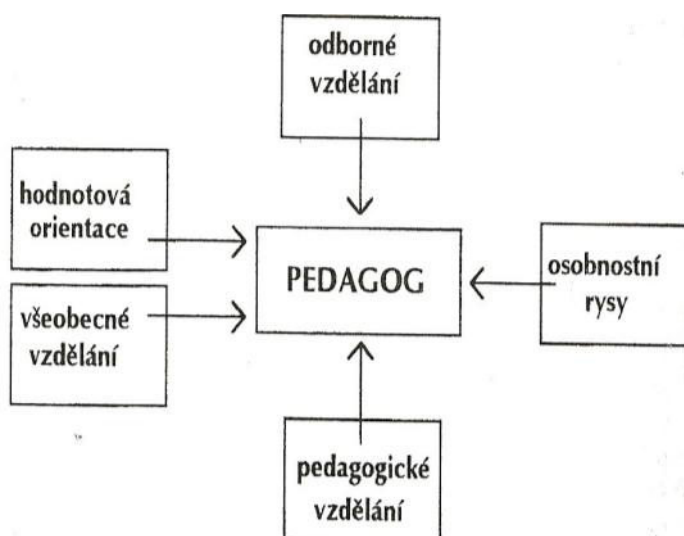 odborné
vzdělání
hodnotová
orientace
PEDAGOG
osobnostní
rysy
všeobecné
vzdělání
pedagogické
vzdělání